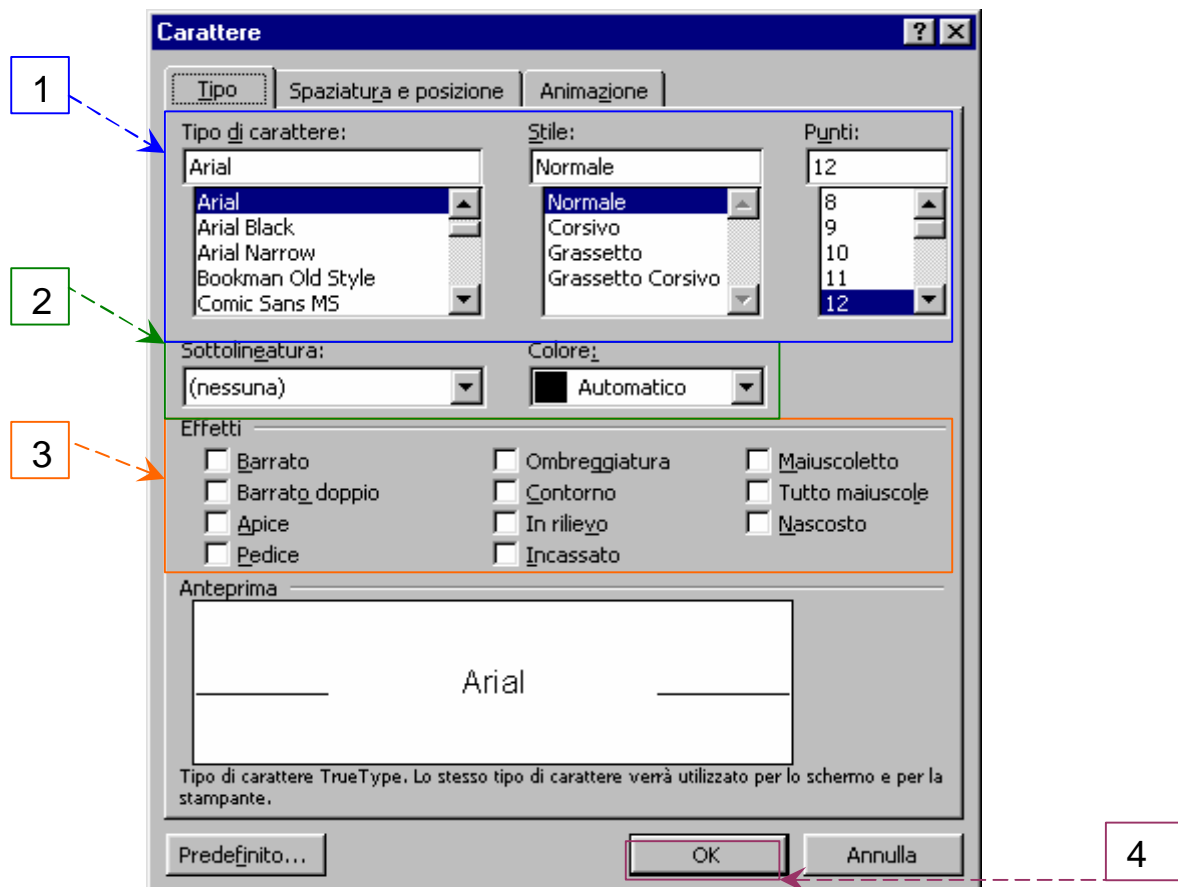 Carattere
1
Tipo Spaziatura e posizione Animazione
Tipo di carattere: Stile: Punti:
Arial Normale 12
Arial Normale 8
Arial Black Corsivo 9
Arial Narrow Grassetto 10
Bookman Old Style Grassetto Corsivo 11
Comic Sans MS 12
2
Sottolineatura: Colore:
(nessuna) Automatico
3
Effetti
Barrato Ombreggiatura Maiuscoletto
Barrato doppio Contorno Tutto maiuscole
Apice In rilievo Nascosto
Pedice Incassato
Anteprima
Arial
Tipo di carattere TrueType. Lo stesso tipo di carattere verrà utilizzato per lo schermo e per la
stampante.
Predefinito... OK Annulla
4